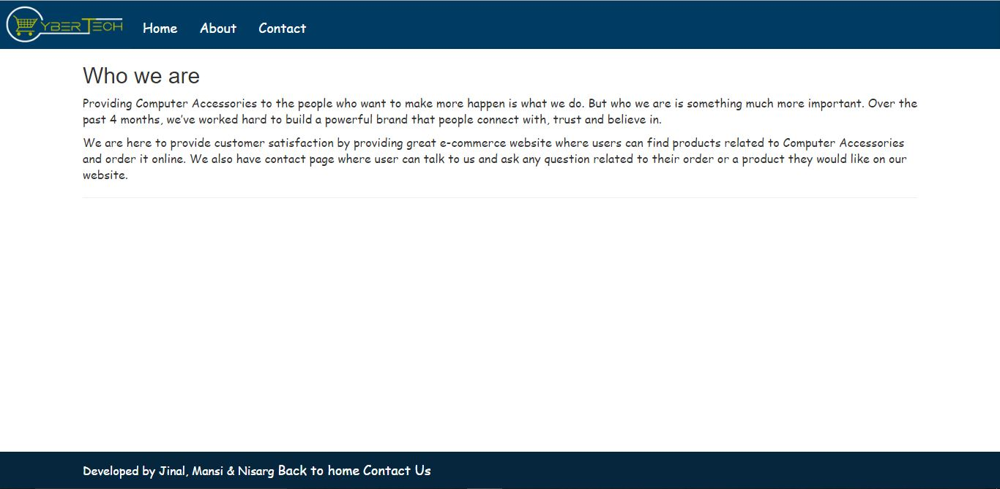 YBERTECH Home About Contact
Who we are
Providing Computer Accessories to the people who want to make more happen is what we do. But who we are is something much more important. Over the
past 4 months, we've worked hard to build a powerful brand that people connect with, trust and believe in.
We are here to provide customer satisfaction by providing great e-commerce website where users can find products related to Computer Accessories
and order it online. We also have contact page where user can talk to us and ask any question related to their order or a product they would like on our
website.
Developed by Jinal, Mansi & Nisarg Back to home Contact Us